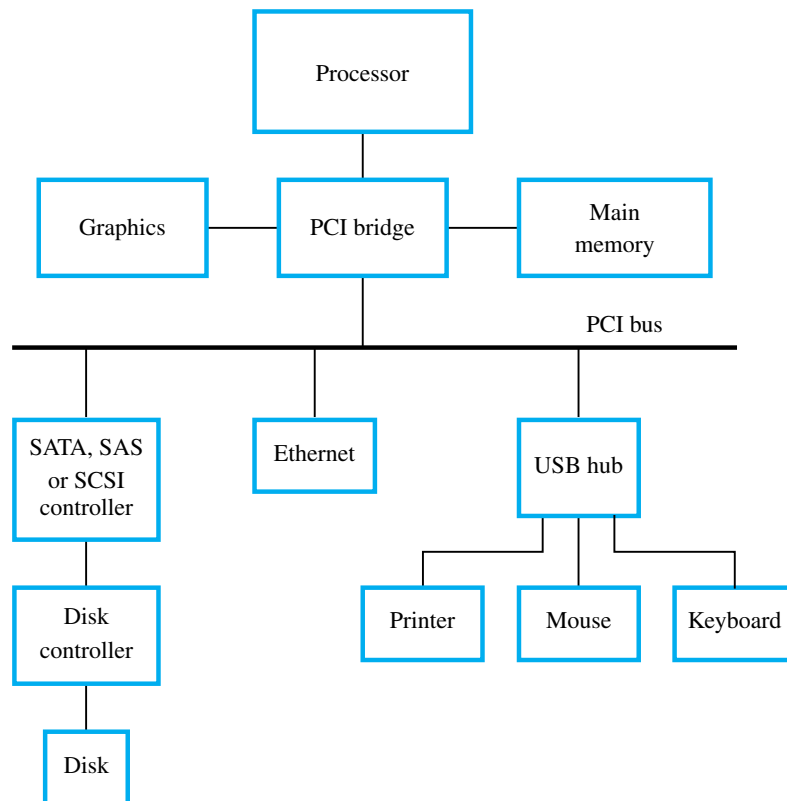 Processor
Graphics
PCI bridge
Main
memory
PCI bus
SATA, SAS
or SCSI
controller
Ethernet
USB hub
Disk
controller
Printer
Mouse
Keyboard
Disk